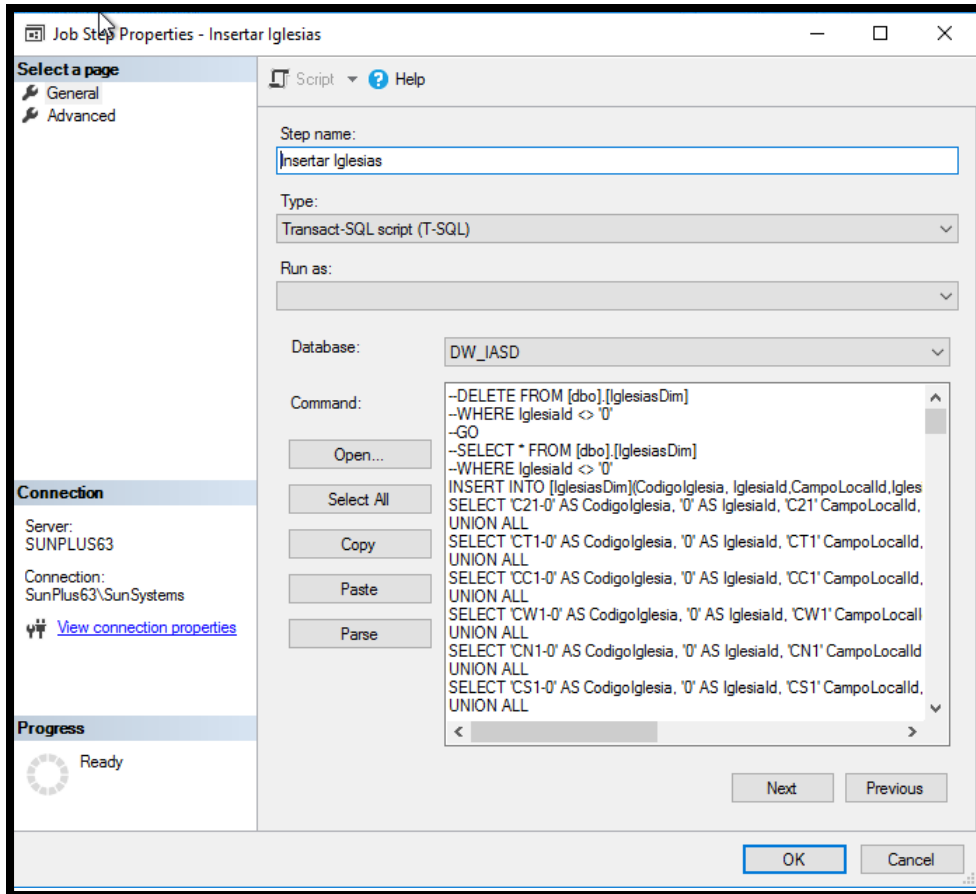 Job Step Properties - Insertar Iglesias
Select a page
General
Advanced
Script
Help
Step name:
Insertar Iglesias
Type:
Transact-SQL script (T-SQL)
Run as:
Database:
DW_IASD
Command:
Open...
Select All
Copy
Paste
Parse
--DELETE FROM [dbo].[IglesiasDim]
--WHERE IglesiaId <> '0'
--GO
--SELECT * FROM [dbo].[IglesiasDim]
--WHERE IglesiaId <> '0'
INSERT INTO [IglesiasDim](CodigoIglesia, IglesiaId,CampoLocalId,Igles
SELECT 'C21-0' AS CodigoIglesia, '0' AS IglesiaId, 'C21' CampoLocalId,
UNION ALL
SELECT 'CT1-0' AS CodigoIglesia, '0' AS IglesiaId, 'CT1' CampoLocalId,
UNION ALL
SELECT 'CC1-0' AS CodigoIglesia, '0' AS IglesiaId, 'CC1' CampoLocalId,
UNION ALL
SELECT 'CW1-0' AS CodigoIglesia, '0' AS IglesiaId, 'CW1' CampoLocalI
UNION ALL
SELECT 'CN1-0' AS CodigoIglesia, '0' AS IglesiaId, 'CN1' CampoLocalId
UNION ALL
SELECT 'CS1-0' AS CodigoIglesia, '0' AS IglesiaId, 'CS1' CampoLocalId,
UNION ALL
Connection
Server:
SUNPLUS63
Connection:
SunPlus63\SunSystems
View connection properties
Progress
Ready
Next
Previous
OK
Cancel